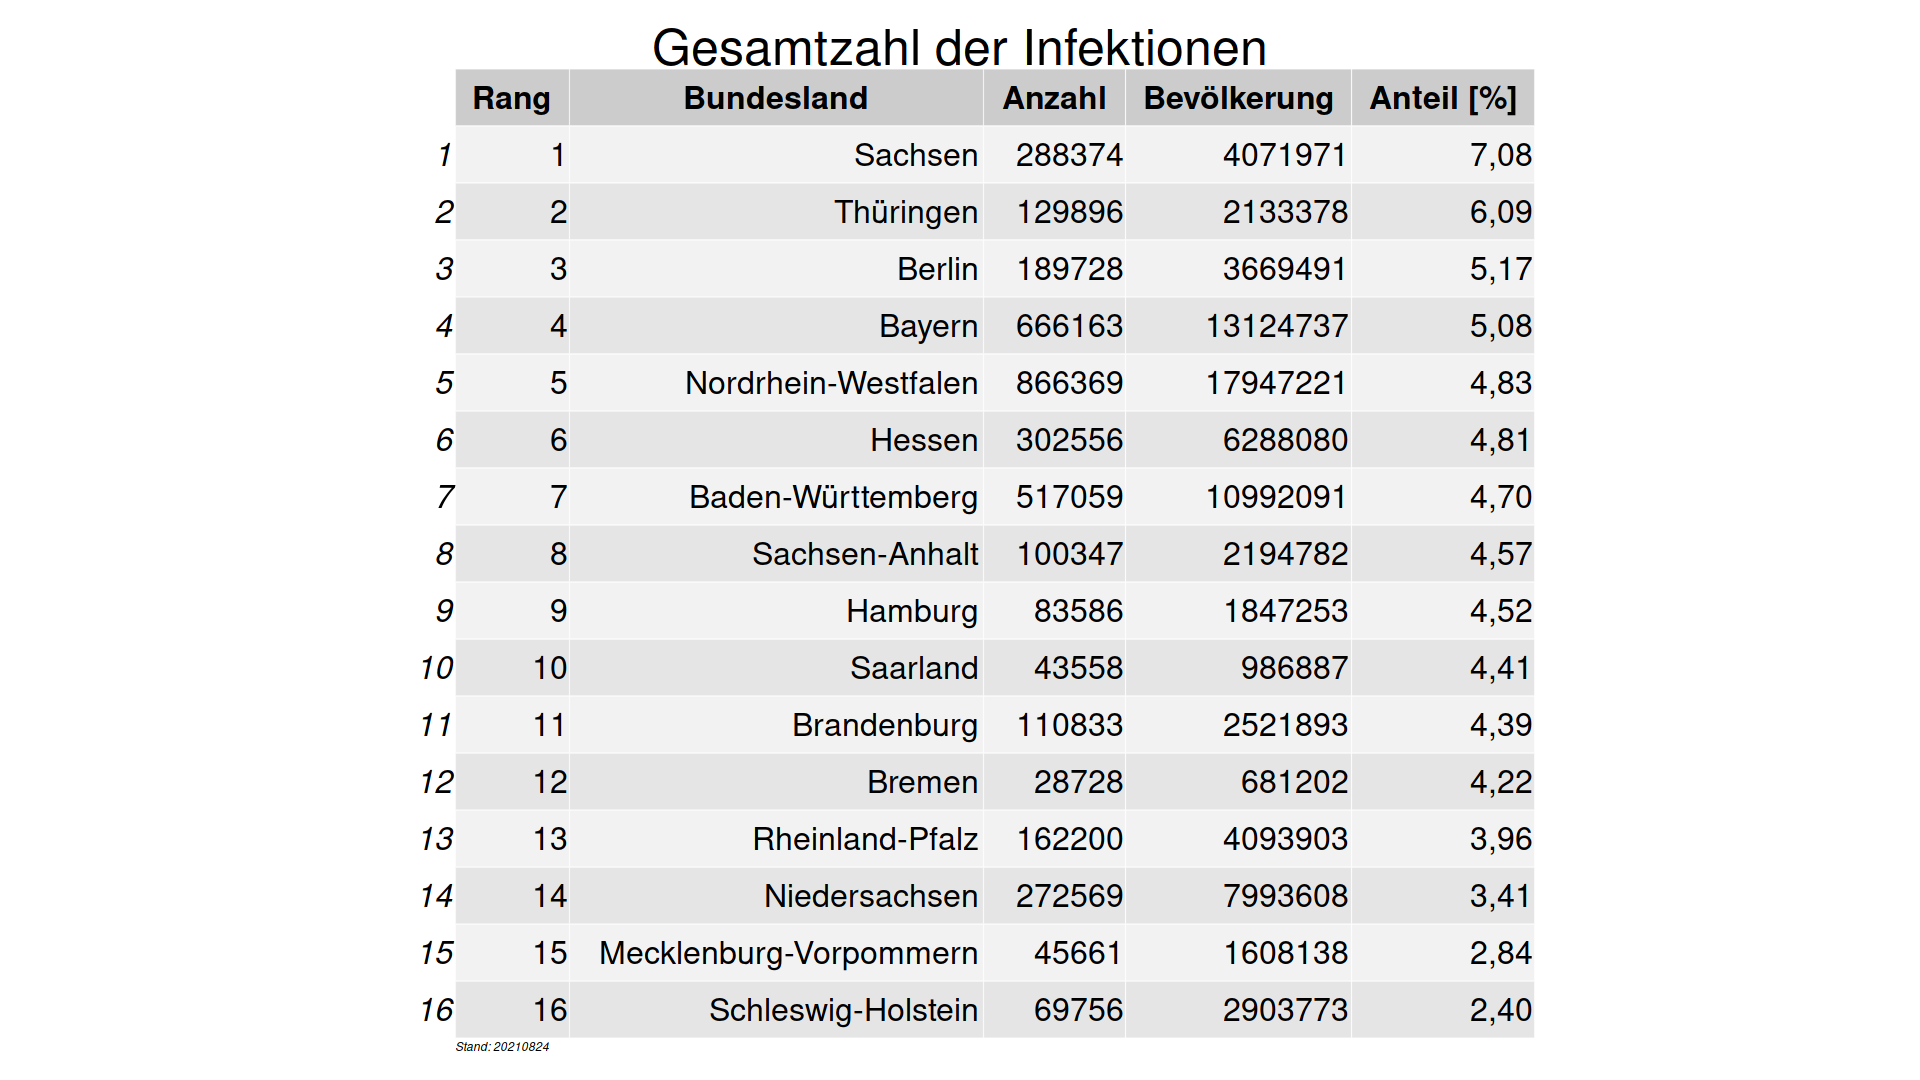 Gesamtzahl der Infektionen
Rang Bundesland Anzahl Bevölkerung Anteil [%]
1 1 Sachsen 288374 4071971 7,08
2 2 Thüringen 129896 2133378 6,09
3 3 Berlin 189728 3669491 5,17
4 4 Bayern 666163 13124737 5,08
5 5 Nordrhein-Westfalen 866369 17947221 4,83
6 6 Hessen 302556 6288080 4,81
7 7 Baden-Württemberg 517059 10992091 4,70
8 8 Sachsen-Anhalt 100347 2194782 4,57
9 9 Hamburg 83586 1847253 4,52
10 10 Saarland 43558 986887 4,41
11 11 Brandenburg 110833 2521893 4,39
12 12 Bremen 28728 681202 4,22
13 13 Rheinland-Pfalz 162200 4093903 3,96
14 14 Niedersachsen 272569 7993608 3,41
15 15 Mecklenburg-Vorpommern 45661 1608138 2,84
16 16 Schleswig-Holstein 69756 2903773 2,40
Stand: 20210824